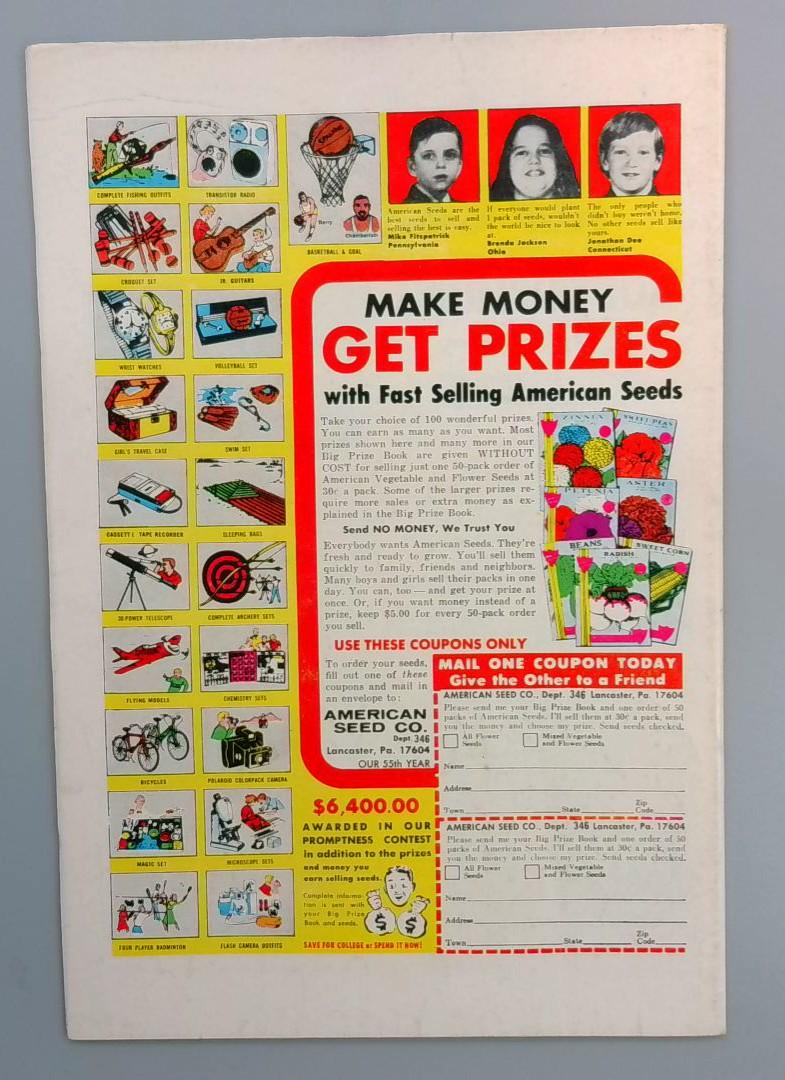 COMPLETE FISHING OUTFITS
TRANSISTOR RADIO
Barry
Chamberlain
BASKETBALL & GOAL
CROQUET SET
JR. GUITARS
WRIST WATCHES
VOLLEYBALL SET
GIRL'S TRAVEL CASE
SWIM SET
CASSETTE TAPE RECORDER
SLEEPING BAGS
30-POWER TELESCOPE
COMPLETE ARCHERY SETS
FLYING MODELS
CHEMISTRY SETS
BICYCLES
POLAROID COLORPACK CAMERA
MAGIC SET
MICROSCOPE SETS
FOUR PLAYER BADMINTON
FLASH CAMERA OUTFITS
American Seeds are the
best seeds to sell and
selling the best is easy.
Mike Fitzpatrick
Pennsylvania
If everyone would plant
1 pack of seeds, wouldn't
the world be nice to look
at.
Brenda Jackson
Ohio
The only people who
didn't buy weren't home.
No other seeds sell like
yours.
Jonathan Dee
Connecticut
MAKE MONEY
GET PRIZES
with Fast Selling American Seeds
Take your choice of 100 wonderful prizes.
You can earn as many as you want. Most
prizes shown here and many more in our
Big Prize Book are given WITHOUT
COST for selling just one 50-pack order of
American Vegetable and Flower Seeds at
30c a pack. Some of the larger prizes re-
quire more sales or extra money as ex-
plained in the Big Prize Book.
Send NO MONEY, We Trust You
Everybody wants American Seeds. They're
fresh and ready to grow. You'll sell them
quickly to family, friends and neighbors.
Many boys and girls sell their packs in one
day. You can, too — and get your prize at
once. Or, if you want money instead of a
prize, keep $5.00 for every 50-pack order
you sell.
ZINNIA
SWEET PEAS
PETUNIA
ASTER
BEANS
RADISH
SWEET CORN
USE THESE COUPONS ONLY
To order your seeds,
fill out one of these
coupons and mail in
an envelope to:
AMERICAN
SEED CO.
Dept. 346
Lancaster, Pa. 17604
OUR 55th YEAR
$6,400.00
AWARDED IN OUR
PROMPTNESS CONTEST
in addition to the prizes
and money you
earn selling seeds.
Complete informa-
tion is sent with
your Big Prize
Book and seeds.
$ $
SAVE FOR COLLEGE or SPEND IT NOW!
MAIL ONE COUPON TODAY
Give the Other to a Friend
AMERICAN SEED CO., Dept. 346 Lancaster, Pa. 17604
Please send me your Big Prize Book and one order of 50
packs of American Seeds. I'll sell them at 30c a pack, send
you the money and choose my prize. Send seeds checked.
All Flower
Seeds
Mixed Vegetable
and Flower Seeds
Name
Address
Town State Zip Code
AMERICAN SEED CO., Dept. 346 Lancaster, Pa. 17604
Please send me your Big Prize Book and one order of 50
packs of American Seeds. I'll sell them at 30c a pack, send
you the money and choose my prize. Send seeds checked.
All Flower
Seeds
Mixed Vegetable
and Flower Seeds
Name
Address
Town State Zip Code